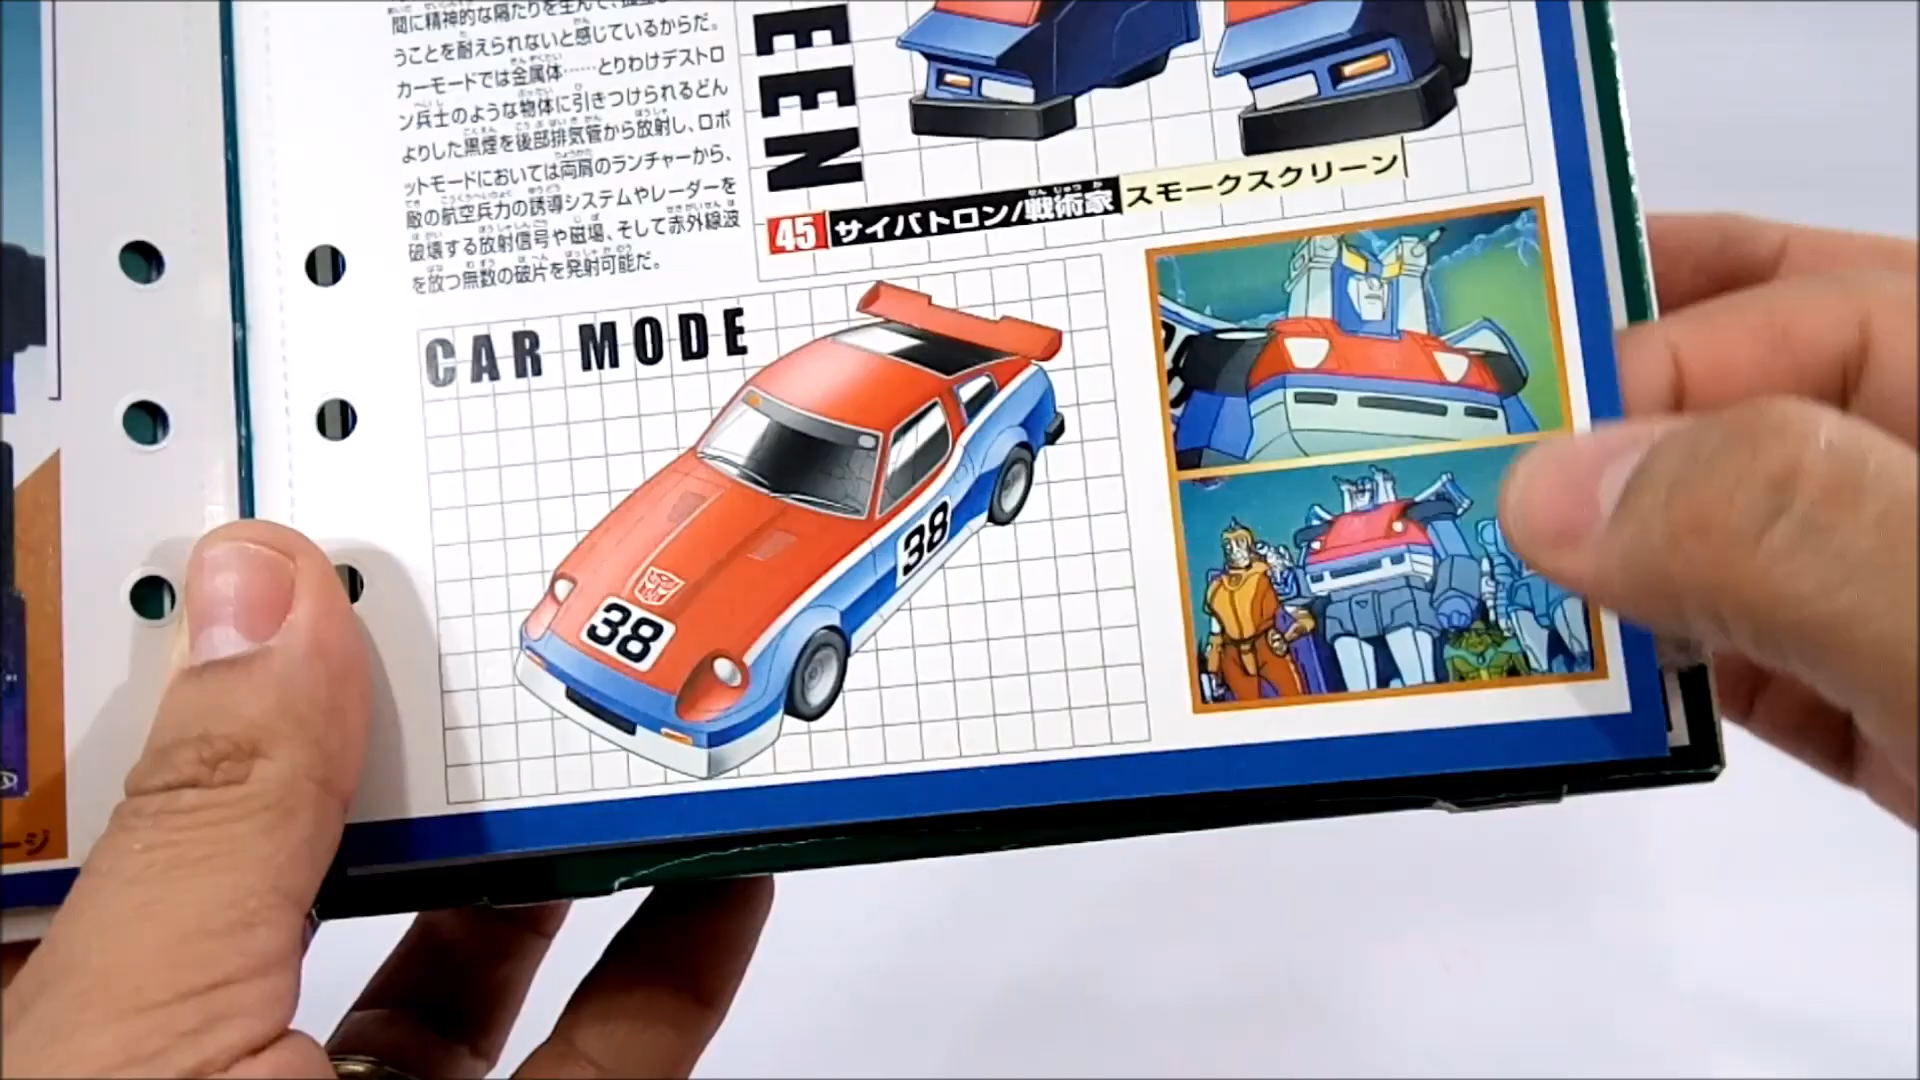 間に精神的な隔たりを生んで、
うことを耐えられないと感じているからだ。
カーモードでは金属体……とりわけデストロ
ン兵士のような物体に引きつけられるどん
よりした黒煙を後部排気管から放射し、ロボ
ットモードにおいては両肩のランチャーから、
敵の航空兵力の誘導システムやレーダーを
破壊する放射信号や磁場、そして赤外線波
を放つ無数の破片を発射可能だ。
EEN
45 サイバトロン/戦術家 スモークスクリーン
CAR MODE
38
38
ージ